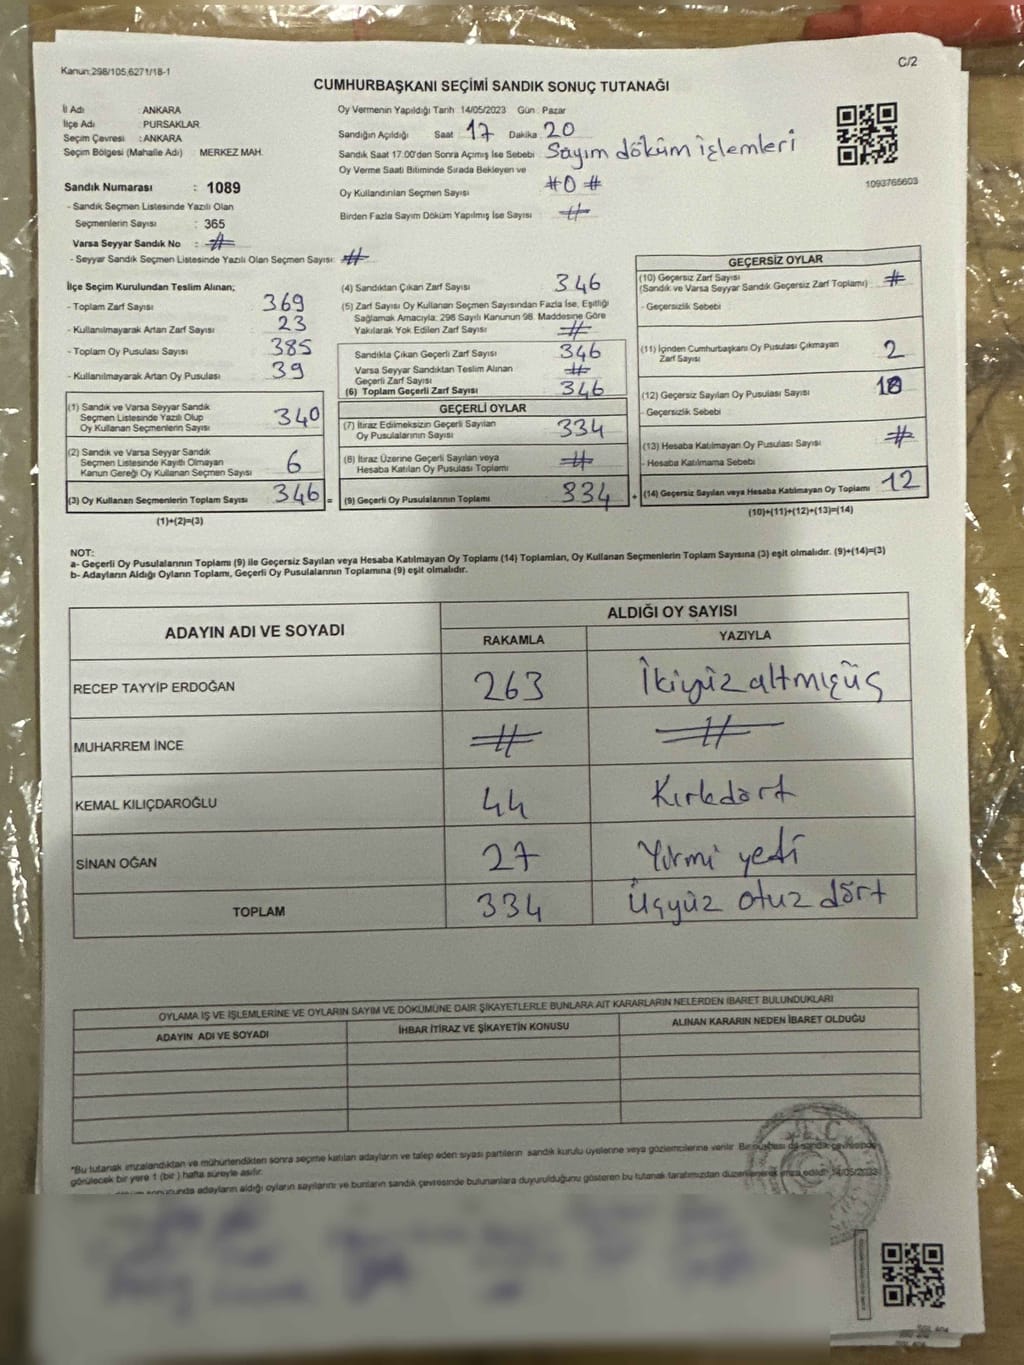 Kanun:298/105,6271/18-1
C/2
CUMHURBAŞKANI SEÇİMİ SANDIK SONUÇ TUTANAĞI
İl Adı : ANKARA
İlçe Adı : PURSAKLAR
Seçim Çevresi : ANKARA
Seçim Bölgesi (Mahalle Adı) : MERKEZ MAH.
Oy Vermenin Yapıldığı Tarih :14/05/2023 Gün : Pazar
Sandığın Açıldığı Saat 17 Dakika : 20
Sandık Saat 17.00'den Sonra Açımış İse Sebebi : Sayım döküm işlemleri
Oy Verme Saati Bitiminde Sırada Bekleyen ve
Oy Kullandırılan Seçmen Sayısı #0#
Birden Fazla Sayım Döküm Yapılmış İse Sayısı #
1093765603
Sandık Numarası : 1089
- Sandık Seçmen Listesinde Yazılı Olan
Seçmenlerin Sayısı : 365
Varsa Seyyar Sandık No : #
- Seyyar Sandık Seçmen Listesinde Yazılı Olan Seçmen Sayısı: #
İlçe Seçim Kurulundan Teslim Alınan;
- Toplam Zarf Sayısı 369
- Kullanılmayarak Artan Zarf Sayısı 23
- Toplam Oy Pusulası Sayısı 385
- Kullanılmayarak Artan Oy Pusulası 39
(1) Sandık ve Varsa Seyyar Sandık
Seçmen Listesinde Yazılı Olup
Oy Kullanan Seçmenlerin Sayısı 340
(2) Sandık ve Varsa Seyyar Sandık
Seçmen Listesinde Kayıtlı Olmayan
Kanun Gereği Oy Kullanan Seçmen Sayısı 6
(3) Oy Kullanan Seçmenlerin Toplam Sayısı 346 =
(1)+(2)=(3)
(4) Sandıktan Çıkan Zarf Sayısı 346
(5) Zarf Sayısı Oy Kullanan Seçmen Sayısından Fazla İse, Eşitliği
Sağlamak Amacıyla; 298 Sayılı Kanunun 98. Maddesine Göre
Yakılarak Yok Edilen Zarf Sayısı #
Sandıkta Çıkan Geçerli Zarf Sayısı 346
Varsa Seyyar Sandıktan Teslim Alınan
Geçerli Zarf Sayısı #
(6) Toplam Geçerli Zarf Sayısı 346
GEÇERLİ OYLAR
(7) İtiraz Edilmeksizin Geçerli Sayılan
Oy Pusulalarının Sayısı 334
(8) İtiraz Üzerine Geçerli Sayılan veya
Hesaba Katılan Oy Pusulası Toplamı #
(9) Geçerli Oy Pusulalarının Toplamı 334 +
GEÇERSİZ OYLAR
(10) Geçersiz Zarf Sayısı
(Sandık ve Varsa Seyyar Sandık Geçersiz Zarf Toplamı) #
- Geçersizlik Sebebi
(11) İçinden Cumhurbaşkanı Oy Pusulası Çıkmayan
Zarf Sayısı 2
(12) Geçersiz Sayılan Oy Pusulası Sayısı 10
- Geçersizlik Sebebi
(13) Hesaba Katılmayan Oy Pusulası Sayısı #
- Hesaba Katılmama Sebebi
(14) Geçersiz Sayılan veya Hesaba Katılmayan Oy Toplamı 12
(10)+(11)+(12)+(13)=(14)
NOT:
a- Geçerli Oy Pusulalarının Toplamı (9) ile Geçersiz Sayılan veya Hesaba Katılmayan Oy Toplamı (14) Toplamları, Oy Kullanan Seçmenlerin Toplam Sayısına (3) eşit olmalıdır. (9)+(14)=(3)
b- Adayların Aldığı Oyların Toplamı, Geçerli Oy Pusulalarının Toplamına (9) eşit olmalıdır.
ADAYIN ADI VE SOYADI
ALDIĞI OY SAYISI
RAKAMLA YAZIYLA
RECEP TAYYİP ERDOĞAN 263 İkiyüzaltmışüç
MUHARREM İNCE # #
KEMAL KILIÇDAROĞLU 44 Kırkdört
SİNAN OĞAN 27 Yirmi yedi
TOPLAM 334 Üçyüz otuz dört
OYLAMA İŞ VE İŞLEMLERİNE VE OYLARIN SAYIM VE DÖKÜMÜNE DAİR ŞİKAYETLERLE BUNLARA AİT KARARLARIN NELERDEN İBARET BULUNDUKLARI
ADAYIN ADI VE SOYADI İHBAR İTİRAZ VE ŞİKAYETİN KONUSU ALINAN KARARIN NEDEN İBARET OLDUĞU
*Bu tutanak imzalandıktan ve mühürlendikten sonra seçime katılan adayların ve talep eden siyasi partilerin sandık kurulu üyelerine veya gözlemcilerine verilir. Bir nüshası da sandık çevresinde
görülecek bir yere 1 (bir) hafta süreyle asılır.
sonucunda adayların aldığı oyların sayılarını ve bunların sandık çevresinde bulunanlara duyurulduğunu gösteren bu tutanak tarafımızdan düzenlenerek imza edildi. 14/05/2023